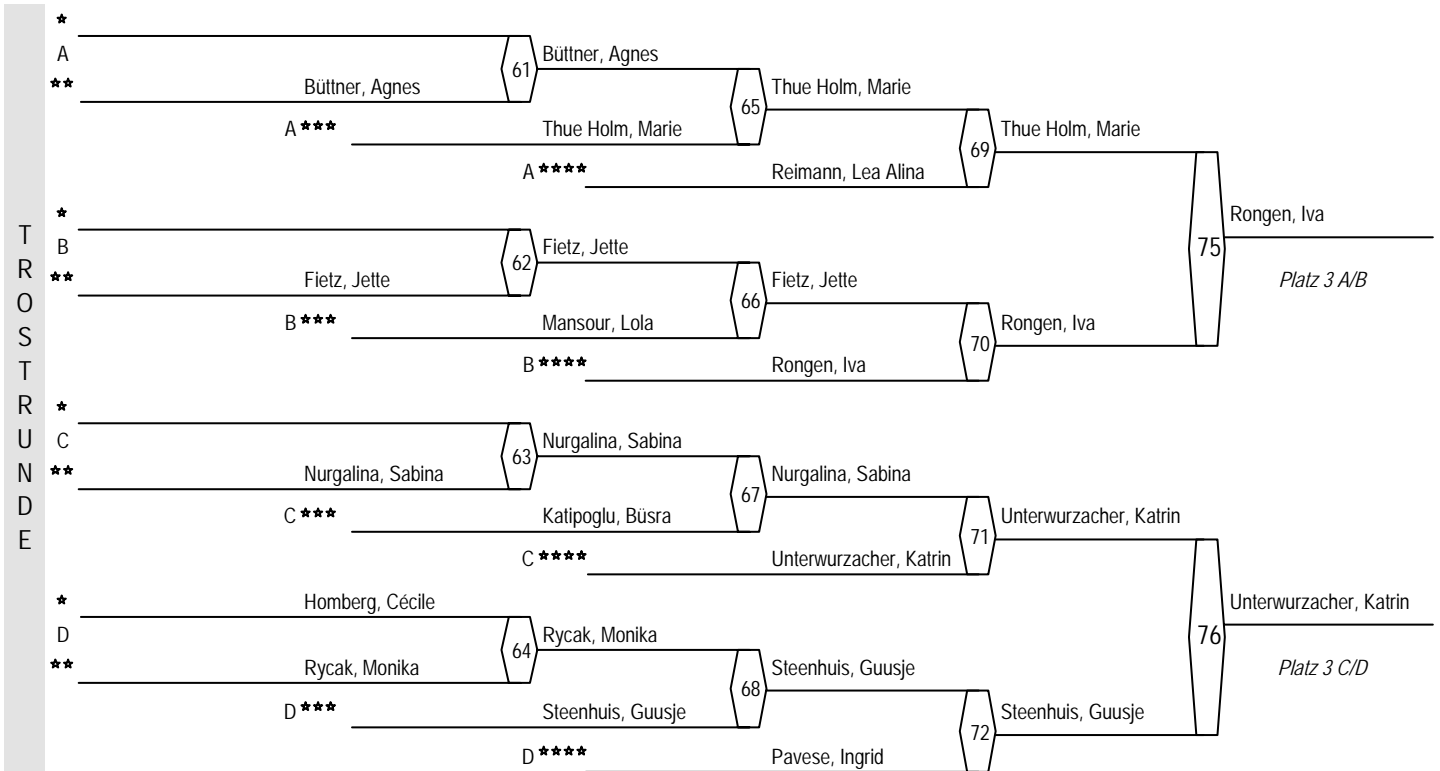 TROSTRUNDE
★
A
★★
Büttner, Agnes
61
Büttner, Agnes
A ★★★
Thue Holm, Marie
65
Thue Holm, Marie
A ★★★★
Reimann, Lea Alina
69
Thue Holm, Marie
★
B
★★
Fietz, Jette
62
Fietz, Jette
B ★★★
Mansour, Lola
66
Fietz, Jette
B ★★★★
Rongen, Iva
70
Rongen, Iva
75
Rongen, Iva
Platz 3 A/B
★
C
★★
Nurgalina, Sabina
63
Nurgalina, Sabina
C ★★★
Katipoglu, Büsra
67
Nurgalina, Sabina
C ★★★★
Unterwurzacher, Katrin
71
Unterwurzacher, Katrin
★
Homberg, Cécile
D
★★
Rycak, Monika
64
Rycak, Monika
D ★★★
Steenhuis, Guusje
68
Steenhuis, Guusje
D ★★★★
Pavese, Ingrid
72
Steenhuis, Guusje
76
Unterwurzacher, Katrin
Platz 3 C/D